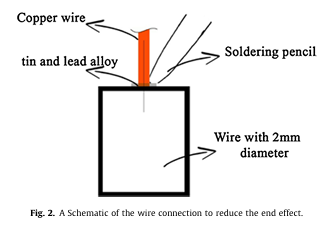 Copper wire
Soldering pencil
tin and lead alloy
Wire with 2mm
diameter
Fig. 2. A Schematic of the wire connection to reduce the end effect.